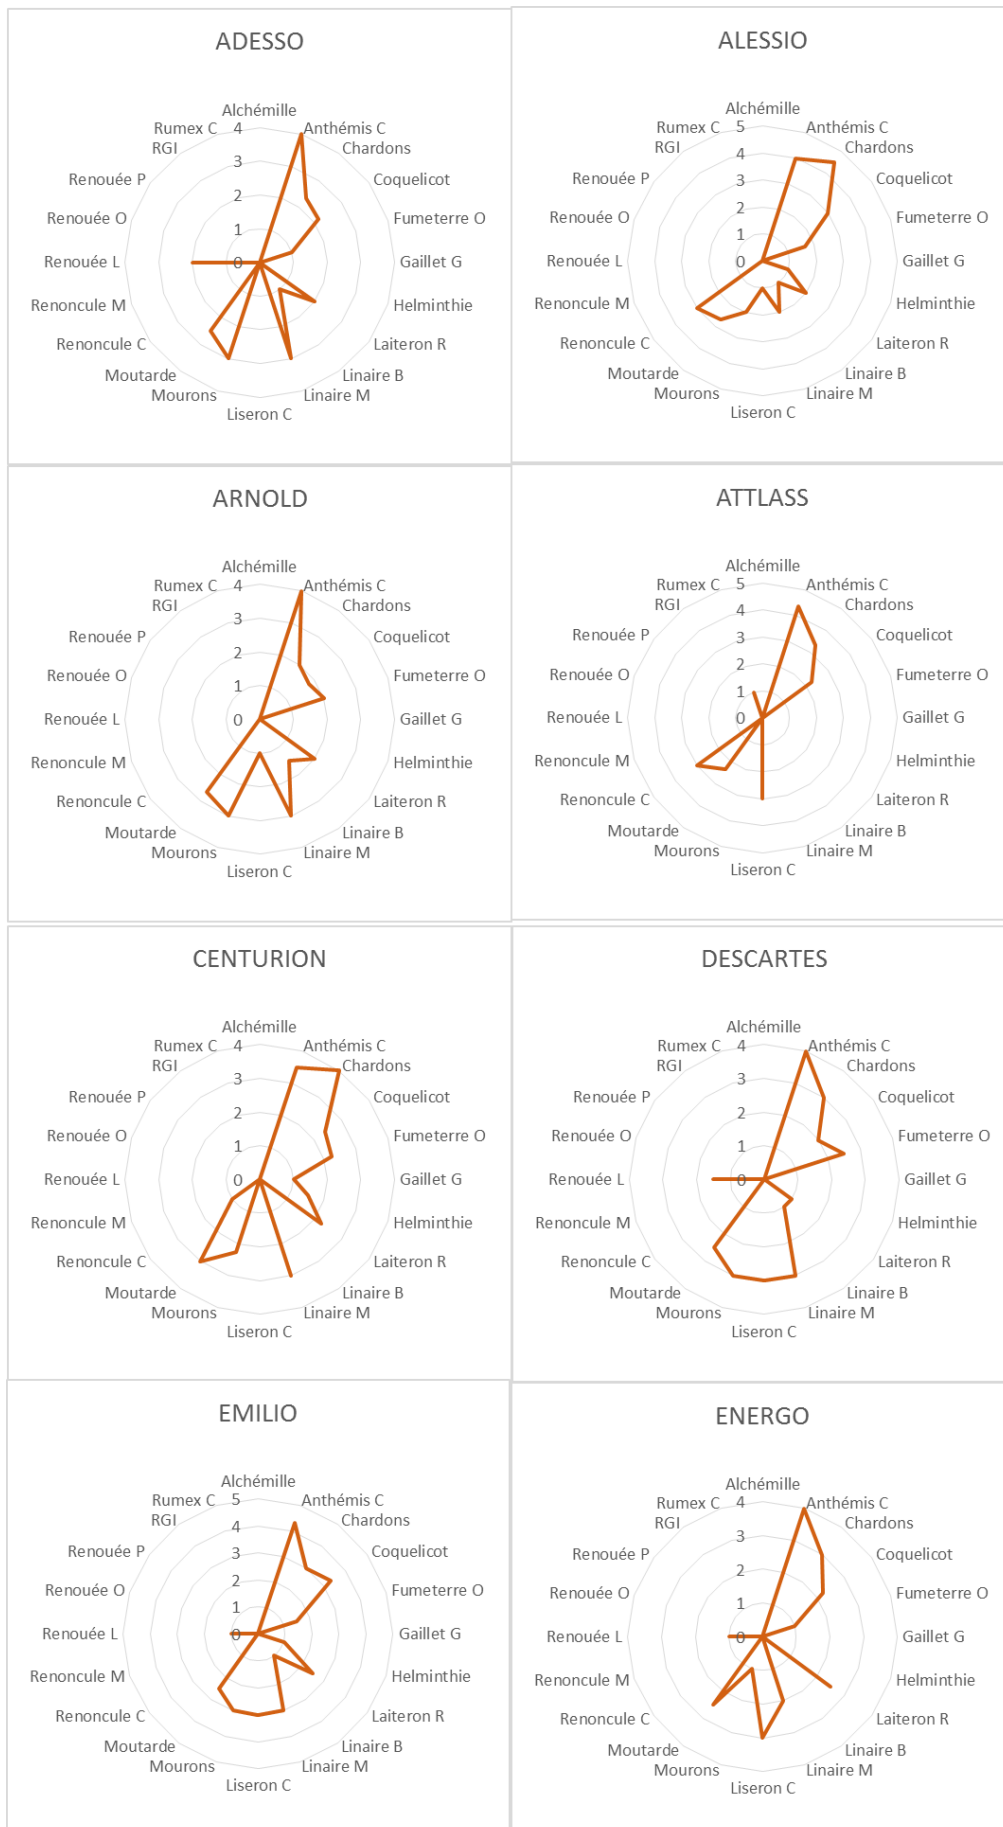 ADESSO
Alchémille
Rumex C
Anthémis C
RGI
Chardons
Renouée P
Coquelicot
Renouée O
Fumeterre O
Renouée L
Gaillet G
Renoncule M
Helminthie
Renoncule C
Laiteron R
Moutarde
Linaire B
Mourons
Linaire M
Liseron C
4
3
2
1
0
ALESSIO
Alchémille
Rumex C
Anthémis C
RGI
Chardons
Renouée P
Coquelicot
Renouée O
Fumeterre O
Renouée L
Gaillet G
Renoncule M
Helminthie
Renoncule C
Laiteron R
Moutarde
Linaire B
Mourons
Linaire M
Liseron C
5
4
3
2
1
0
ARNOLD
Alchémille
Rumex C
Anthémis C
RGI
Chardons
Renouée P
Coquelicot
Renouée O
Fumeterre O
Renouée L
Gaillet G
Renoncule M
Helminthie
Renoncule C
Laiteron R
Moutarde
Linaire B
Mourons
Linaire M
Liseron C
4
3
2
1
0
ATTLASS
Alchémille
Rumex C
Anthémis C
RGI
Chardons
Renouée P
Coquelicot
Renouée O
Fumeterre O
Renouée L
Gaillet G
Renoncule M
Helminthie
Renoncule C
Laiteron R
Moutarde
Linaire B
Mourons
Linaire M
Liseron C
5
4
3
2
1
0
CENTURION
Alchémille
Rumex C
Anthémis C
RGI
Chardons
Renouée P
Coquelicot
Renouée O
Fumeterre O
Renouée L
Gaillet G
Renoncule M
Helminthie
Renoncule C
Laiteron R
Moutarde
Linaire B
Mourons
Linaire M
Liseron C
4
3
2
1
0
DESCARTES
Alchémille
Rumex C
Anthémis C
RGI
Chardons
Renouée P
Coquelicot
Renouée O
Fumeterre O
Renouée L
Gaillet G
Renoncule M
Helminthie
Renoncule C
Laiteron R
Moutarde
Linaire B
Mourons
Linaire M
Liseron C
4
3
2
1
0
EMILIO
Alchémille
Rumex C
Anthémis C
RGI
Chardons
Renouée P
Coquelicot
Renouée O
Fumeterre O
Renouée L
Gaillet G
Renoncule M
Helminthie
Renoncule C
Laiteron R
Moutarde
Linaire B
Mourons
Linaire M
Liseron C
5
4
3
2
1
0
ENERGO
Alchémille
Rumex C
Anthémis C
RGI
Chardons
Renouée P
Coquelicot
Renouée O
Fumeterre O
Renouée L
Gaillet G
Renoncule M
Helminthie
Renoncule C
Laiteron R
Moutarde
Linaire B
Mourons
Linaire M
Liseron C
4
3
2
1
0